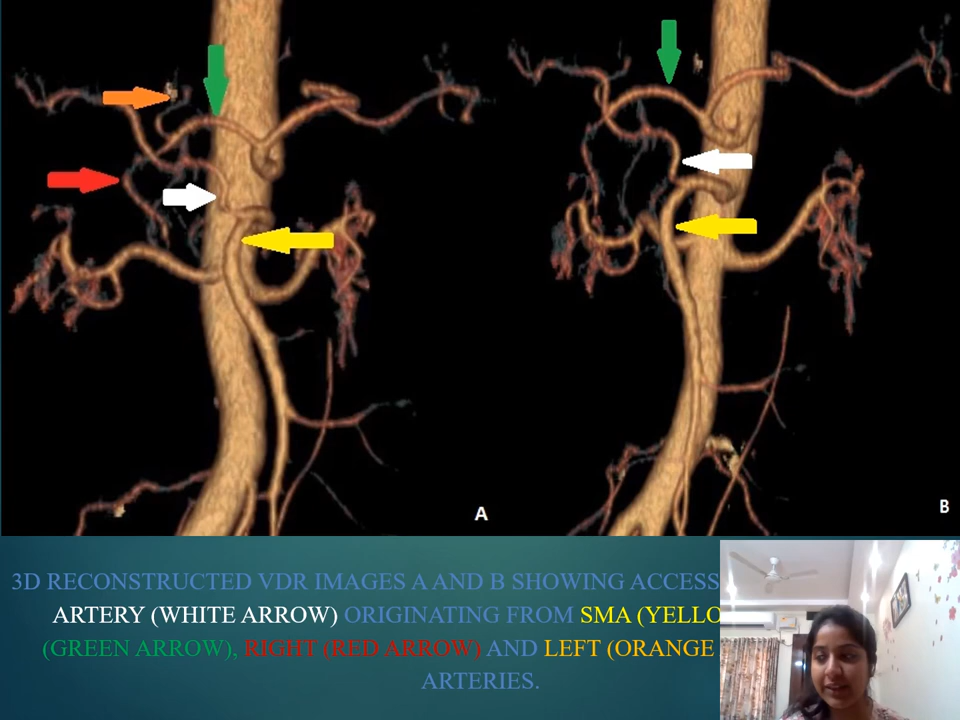 A
B
3D RECONSTRUCTED VDR IMAGES A AND B SHOWING ACCESS
ARTERY (WHITE ARROW) ORIGINATING FROM SMA (YELLO
(GREEN ARROW), RIGHT (RED ARROW) AND LEFT (ORANGE
ARTERIES.